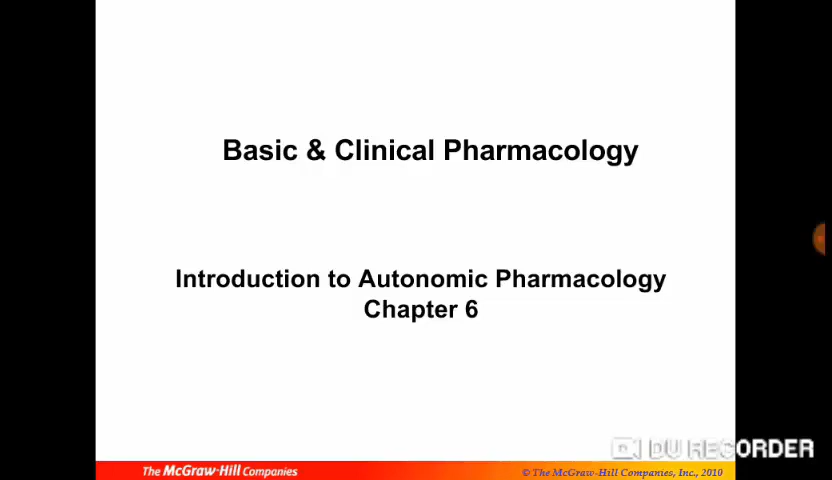 Basic & Clinical Pharmacology
Introduction to Autonomic Pharmacology
Chapter 6
DU RECORDER
The McGraw-Hill Companies
© The McGraw-Hill Companies, Inc., 2010